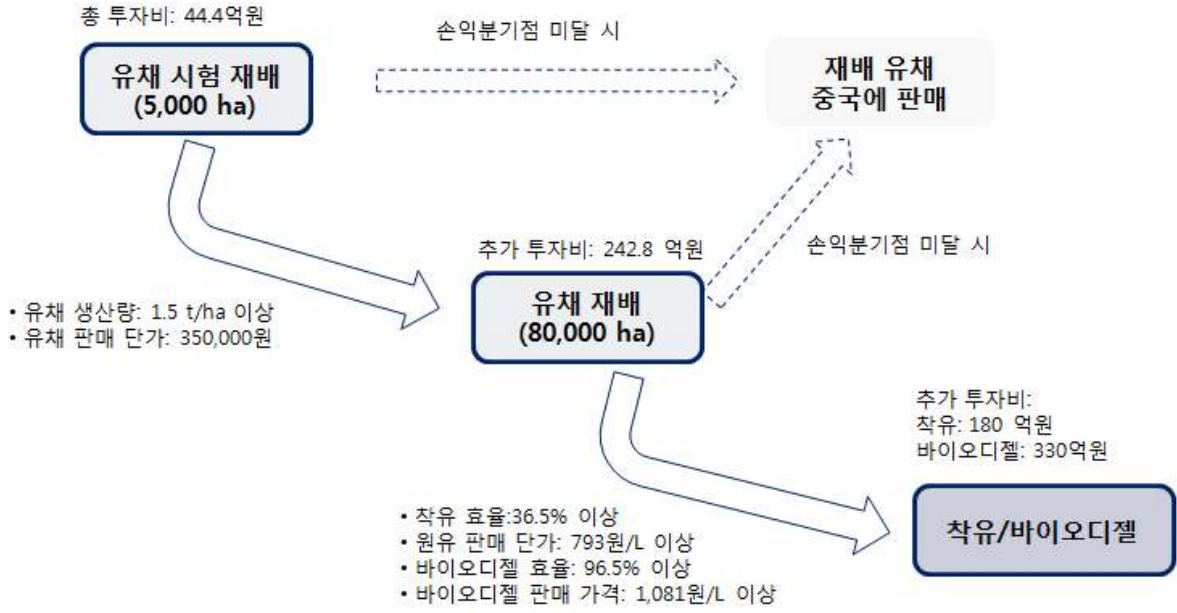 총 투자비: 44.4억원
손익분기점 미달 시
유채 시험 재배
(5,000 ha)
재배 유채
중국에 판매
추가 투자비: 242.8 억원
손익분기점 미달 시
• 유채 생산량: 1.5 t/ha 이상
• 유채 판매 단가: 350,000원
유채 재배
(80,000 ha)
추가 투자비:
착유: 180 억원
바이오디젤: 330억원
• 착유 효율:36.5% 이상
• 원유 판매 단가: 793원/L 이상
• 바이오디젤 효율: 96.5% 이상
• 바이오디젤 판매 가격: 1,081원/L 이상
착유/바이오디젤